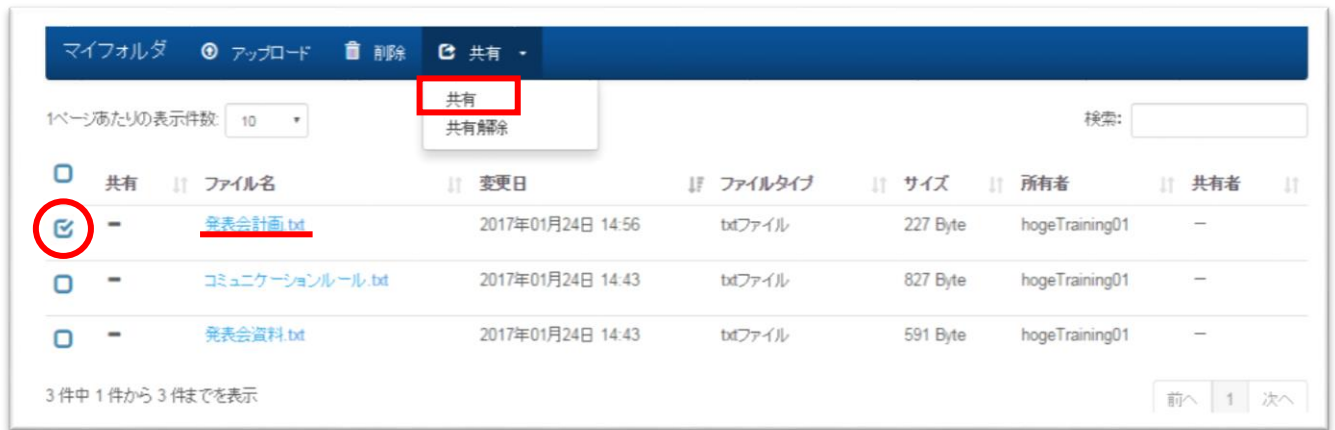 マイフォルダ アップロード 削除 共有
共有
共有解除
1ページあたりの表示件数: 10
検索:
共有 ファイル名 変更日 ファイルタイプ サイズ 所有者 共有者
発表会計画.txt 2017年01月24日 14:56 txtファイル 227 Byte hogeTraining01 ー
コミュニケーションルール.txt 2017年01月24日 14:43 txtファイル 827 Byte hogeTraining01 ー
発表会資料.txt 2017年01月24日 14:43 txtファイル 591 Byte hogeTraining01 ー
3 件中 1 件から 3 件までを表示
前へ 1 次へ